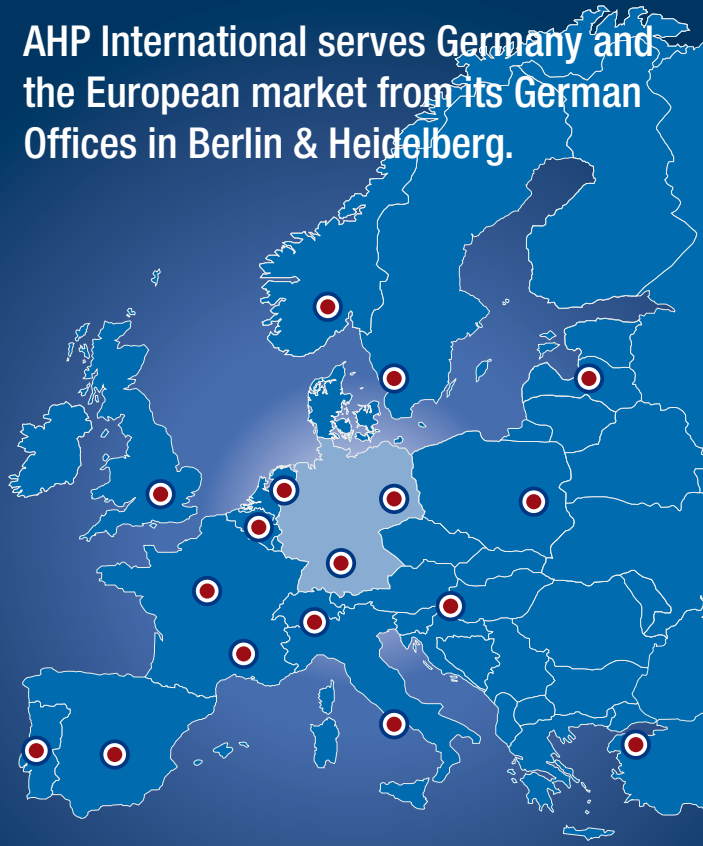 AHP International serves Germany and
the European market from its German
Offices in Berlin & Heidelberg.